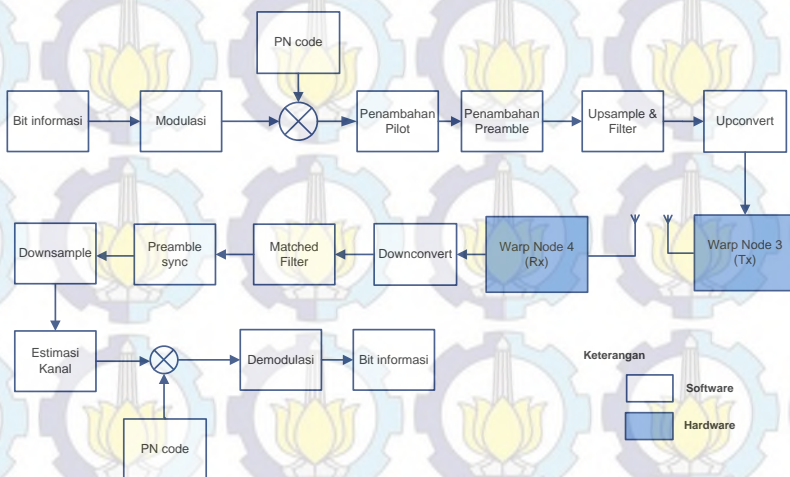 PN code
Bit informasi
Modulasi
Penambahan
Pilot
Penambahan
Preamble
Upsample &
Filter
Upconvert
Downsample
Preamble
sync
Matched
Filter
Downconvert
Warp Node 4
(Rx)
Warp Node 3
(Tx)
Estimasi
Kanal
Demodulasi
Bit informasi
PN code
Keterangan
Software
Hardware